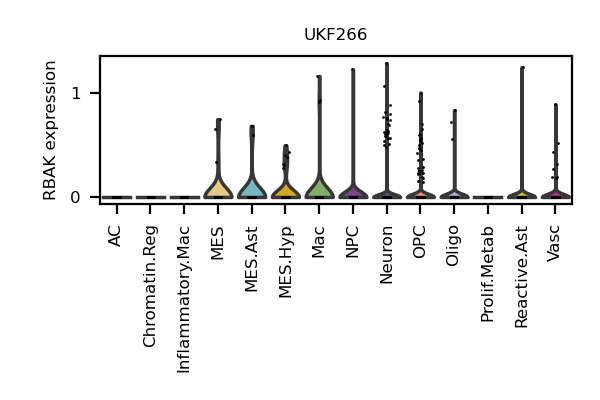 UKF266
RBAK expression
1
0
AC
Chromatin.Reg
Inflammatory.Mac
MES
MES.Ast
MES.Hyp
Mac
NPC
Neuron
OPC
Oligo
Prolif.Metab
Reactive.Ast
Vasc